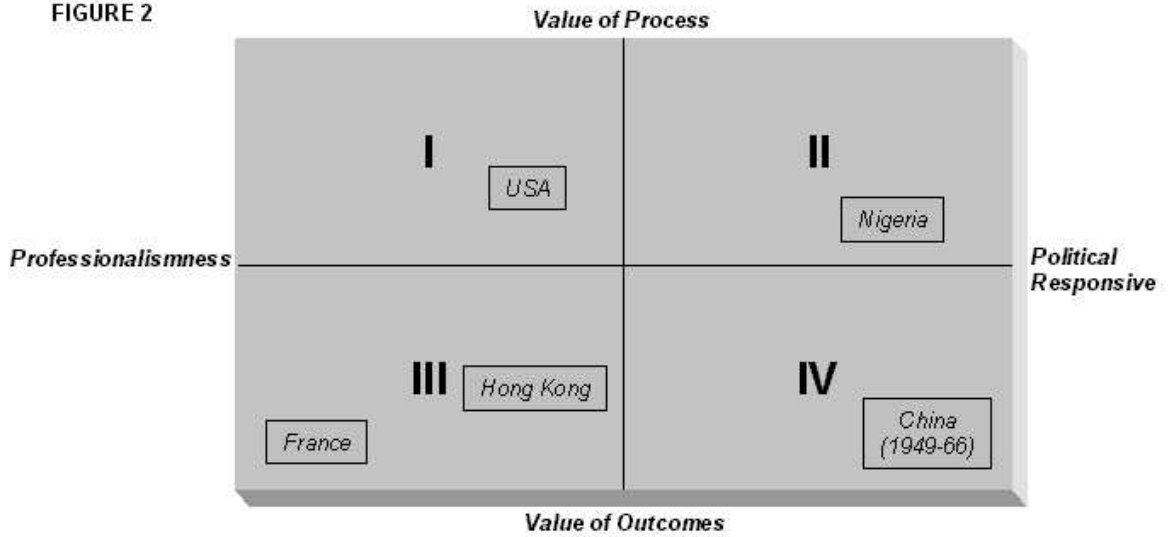 FIGURE 2
Value of Process
I
II
USA
Nigeria
Professionalismness
Political
Responsive
III
Hong Kong
IV
France
China
(1949-66)
Value of Outcomes